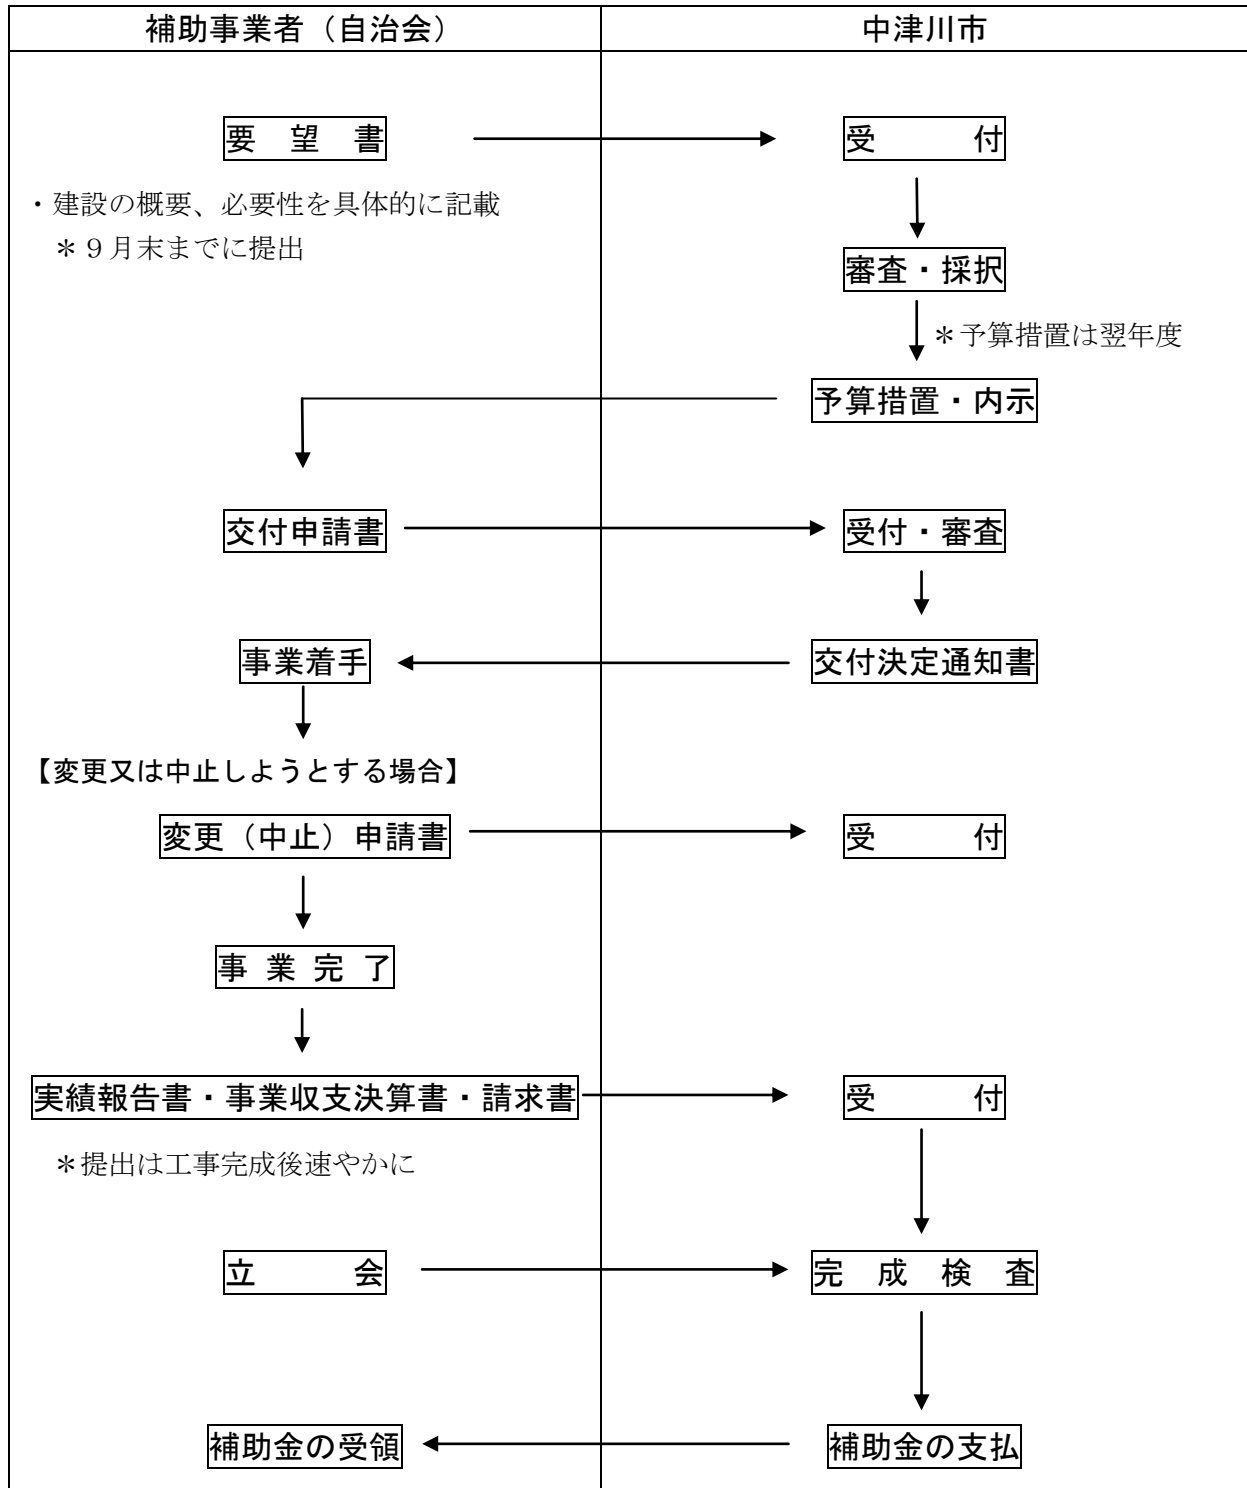 補助事業者（自治会）
中津川市
要　望　書
受　　　付
・建設の概要、必要性を具体的に記載
＊９月末までに提出
審査・採択
＊予算措置は翌年度
予算措置・内示
交付申請書
受付・審査
事業着手
交付決定通知書
【変更又は中止しようとする場合】
変更（中止）申請書
受　　　付
事 業 完 了
実績報告書・事業収支決算書・請求書
受　　　付
＊提出は工事完成後速やかに
立　　　会
完　成　検　査
補助金の受領
補助金の支払